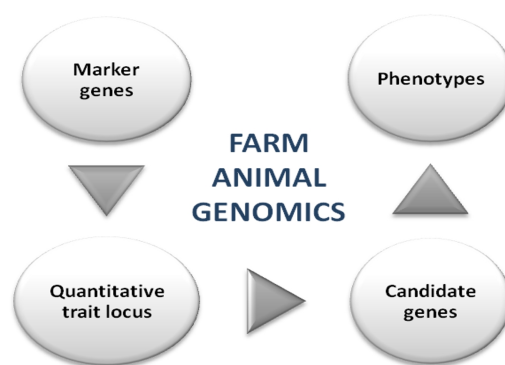 Marker
genes
Phenotypes
FARM
ANIMAL
GENOMICS
Quantitative
trait locus
Candidate
genes